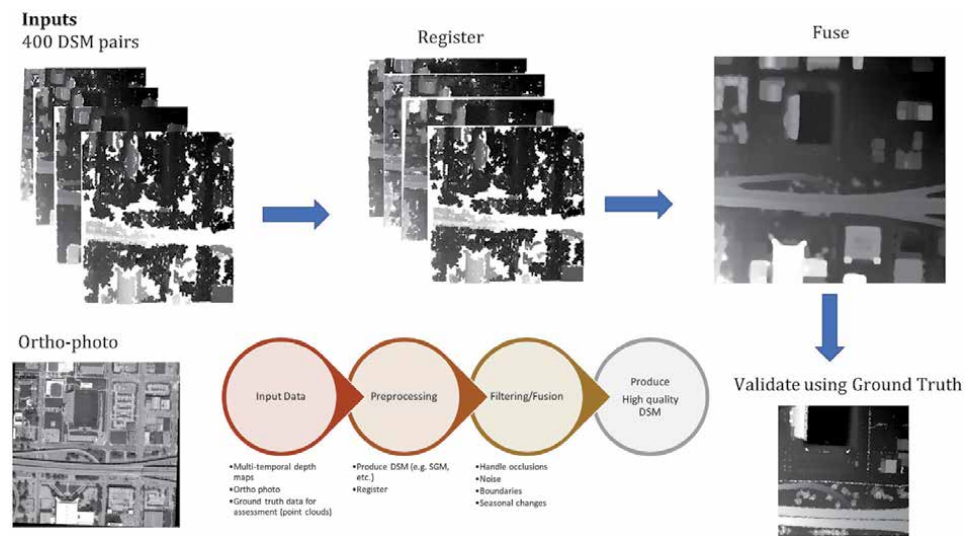 Inputs
400 DSM pairs
Register
Fuse
Ortho-photo
Input Data
Preprocessing
Filtering/Fusion
Produce
High quality
DSM
•Multi-temporal depth
maps
•Ortho photo
•Ground truth data for
assessment (point clouds)
•Produce DSM (e.g. SGM,
etc.)
•Register
•Handle occlusions
•Noise
•Boundaries
•Seasonal changes
Validate using Ground Truth